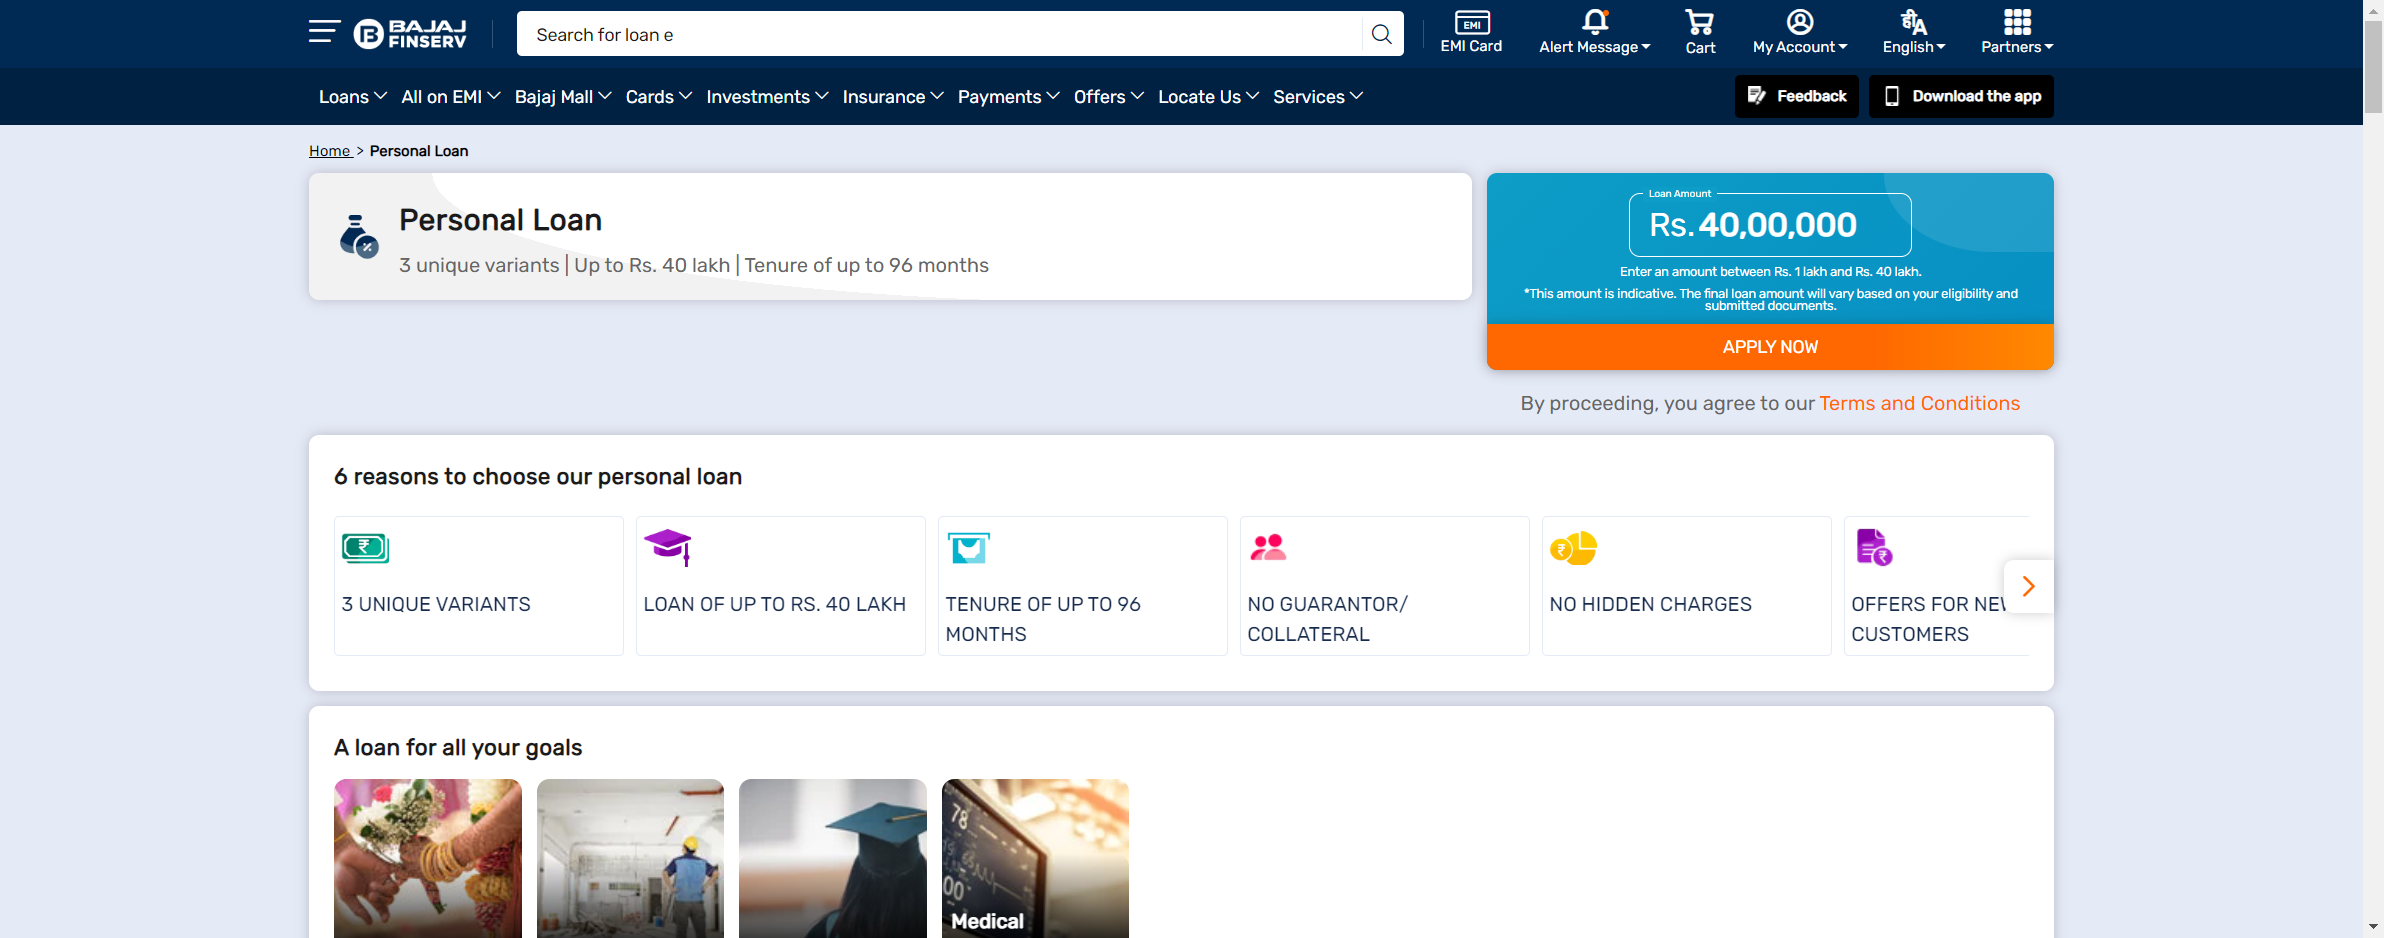 BAJAJ
FINSERV
Search for loan e
EMI
EMI Card
Alert Message
Cart
My Account
ही A
English
Partners
Loans
All on EMI
Bajaj Mall
Cards
Investments
Insurance
Payments
Offers
Locate Us
Services
Feedback
Download the app
Home > Personal Loan
Personal Loan
3 unique variants | Up to Rs. 40 lakh | Tenure of up to 96 months
Loan Amount
Rs. 40,00,000
Enter an amount between Rs. 1 lakh and Rs. 40 lakh.
*This amount is indicative. The final loan amount will vary based on your eligibility and
submitted documents.
APPLY NOW
By proceeding, you agree to our Terms and Conditions
6 reasons to choose our personal loan
3 UNIQUE VARIANTS
LOAN OF UP TO RS. 40 LAKH
TENURE OF UP TO 96
MONTHS
NO GUARANTOR/
COLLATERAL
NO HIDDEN CHARGES
OFFERS FOR NEW
CUSTOMERS
A loan for all your goals
78
Medical